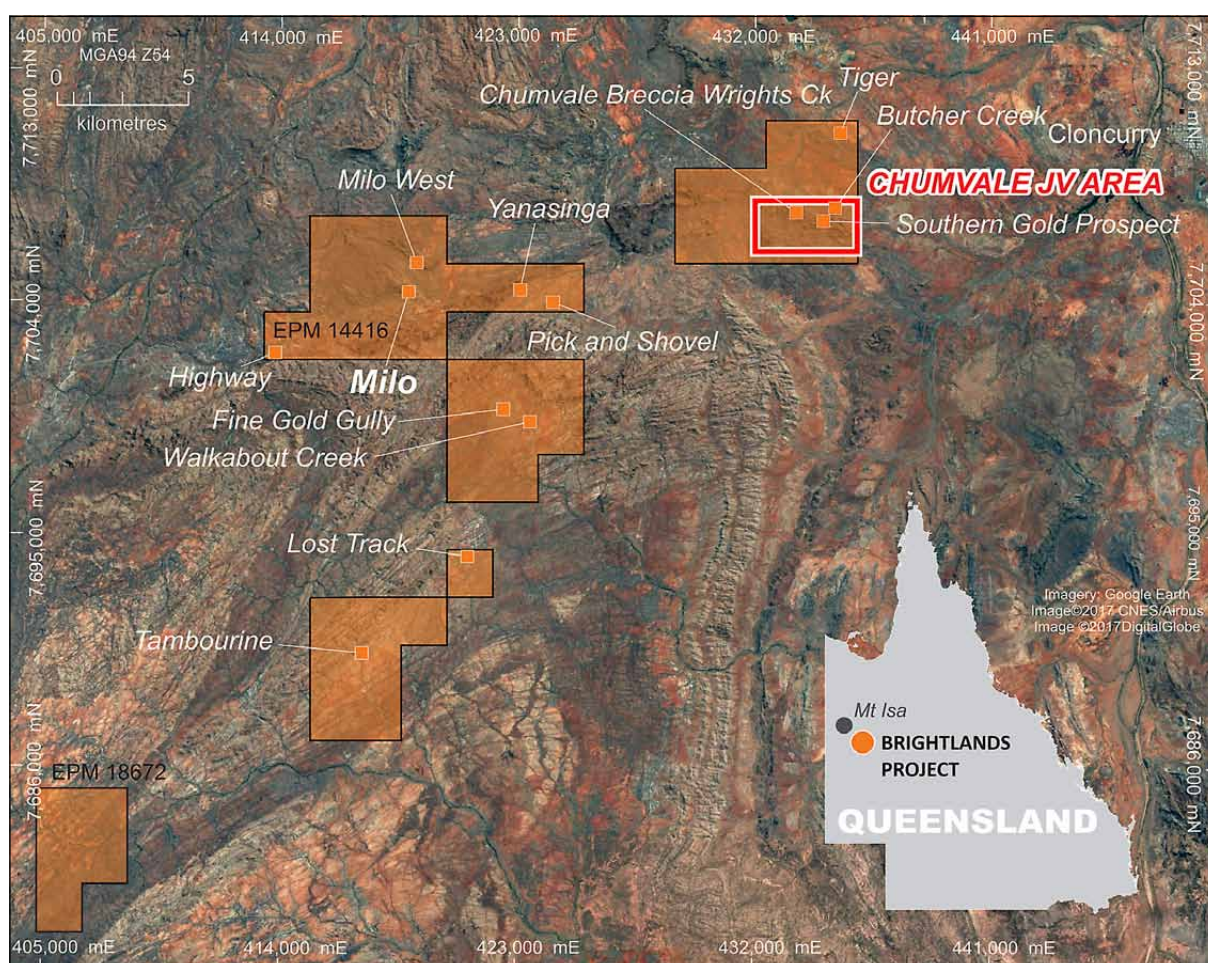 405,000 mE
414,000 mE
423,000 mE
432,000 mE
441,000 mE
MGA94 Z54
0
5
kilometres
7,713,000 mN
7,713,000 mN
Tiger
Chumvale Breccia Wrights Ck
Butcher Creek
Cloncurry
CHUMVALE JV AREA
Southern Gold Prospect
Milo West
Yanasinga
7,704,000 mN
7,704,000 mN
EPM 14416
Pick and Shovel
Highway
Milo
Fine Gold Gully
Walkabout Creek
7,695,000 mN
7,695,000 mN
Lost Track
Imagery: Google Earth
Image©2017 CNES/Airbus
Image ©2017DigitalGlobe
Tambourine
Mt Isa
BRIGHTLANDS
PROJECT
7,686,000 mN
7,686,000 mN
EPM 18672
QUEENSLAND
405,000 mE
414,000 mE
423,000 mE
432,000 mE
441,000 mE